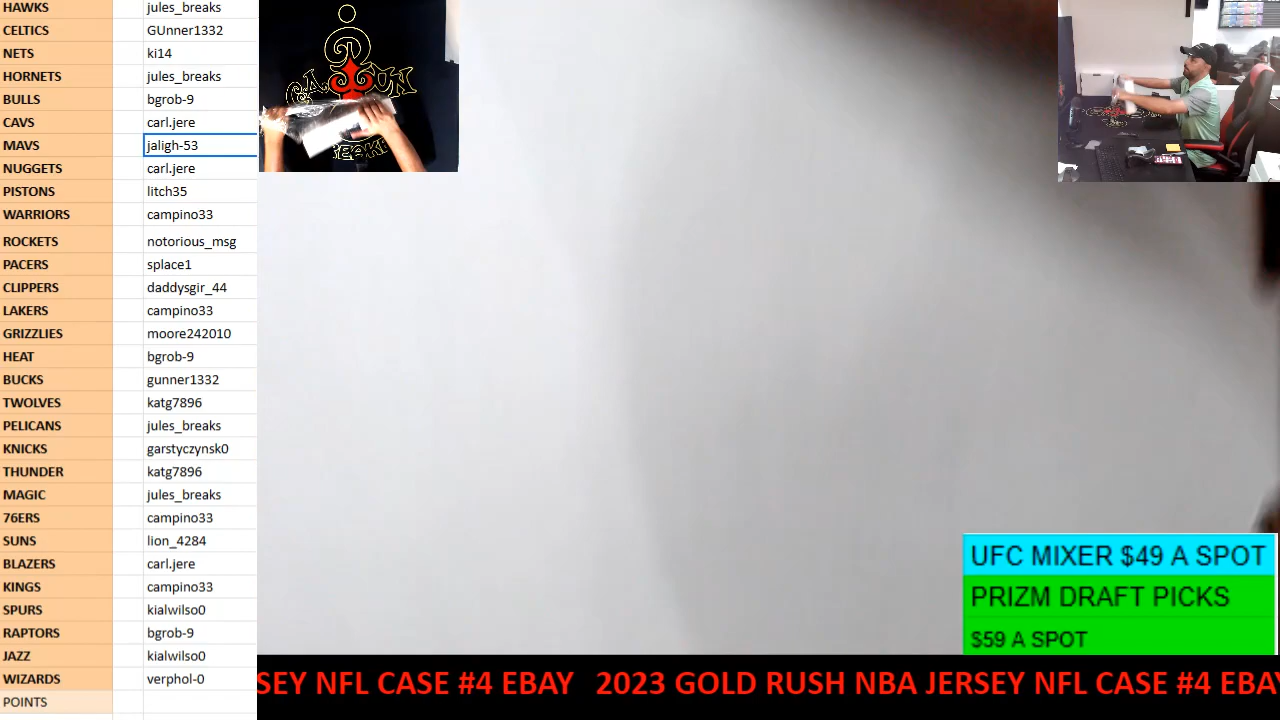 HAWKS jules_breaks
CELTICS GUnner1332
NETS ki14
HORNETS jules_breaks
BULLS bgrob-9
CAVS carl.jere
MAVS jaligh-53
NUGGETS carl.jere
PISTONS litch35
WARRIORS campino33
ROCKETS notorious_msg
PACERS splace1
CLIPPERS daddysgir_44
LAKERS campino33
GRIZZLIES moore242010
HEAT bgrob-9
BUCKS gunner1332
TWOLVES katg7896
PELICANS jules_breaks
KNICKS garstyczynsk0
THUNDER katg7896
MAGIC jules_breaks
76ERS campino33
SUNS lion_4284
BLAZERS carl.jere
KINGS campino33
SPURS kialwilso0
RAPTORS bgrob-9
JAZZ kialwilso0
WIZARDS verphol-0
POINTS
UFC MIXER $49 A SPOT
PRIZM DRAFT PICKS
$59 A SPOT
SEY NFL CASE #4 EBAY 2023 GOLD RUSH NBA JERSEY NFL CASE #4 EBAY